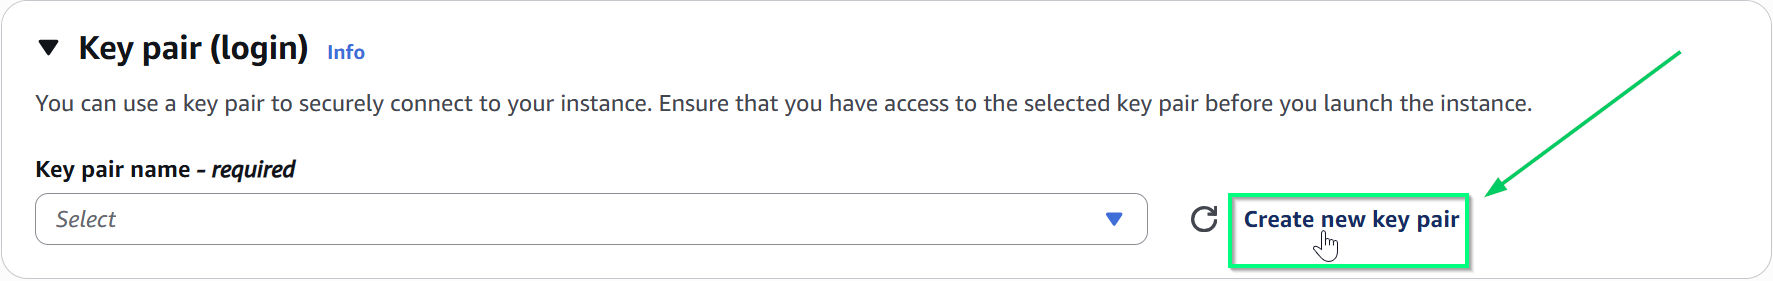 Key pair (login) Info
You can use a key pair to securely connect to your instance. Ensure that you have access to the selected key pair before you launch the instance.
Key pair name - required
Select
Create new key pair